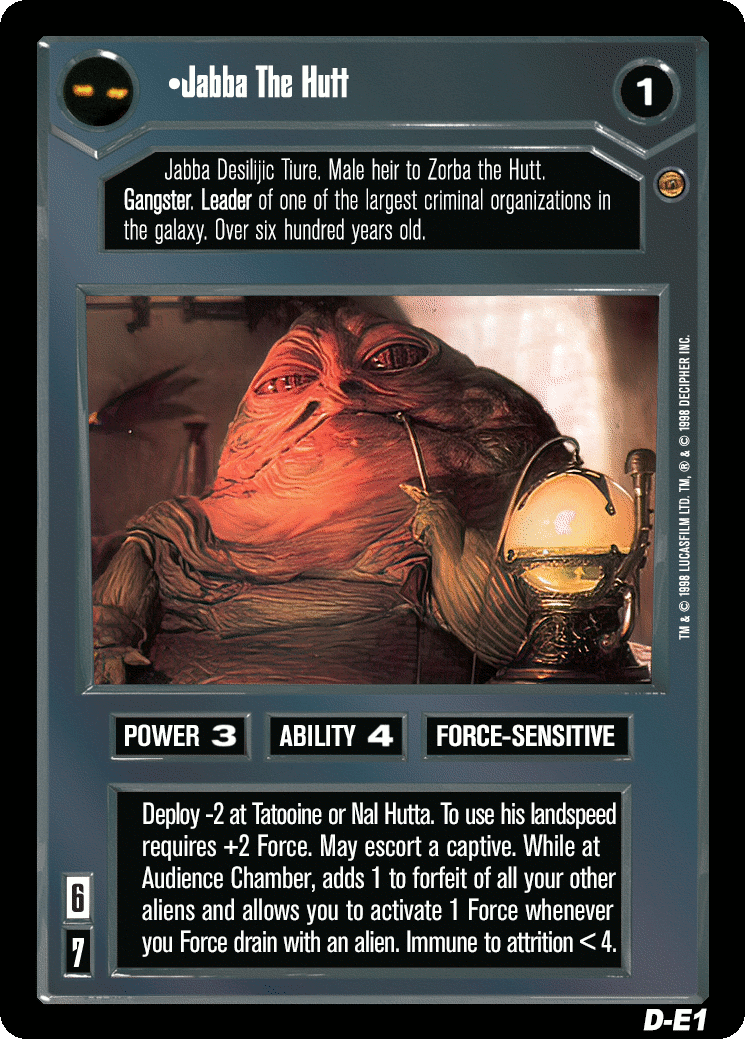 •Jabba The Hutt
1
Jabba Desilijic Tiure. Male heir to Zorba the Hutt.
Gangster. Leader of one of the largest criminal organizations in
the galaxy. Over six hundred years old.
TM & © 1998 LUCASFILM LTD. TM, ® & © 1998 DECIPHER INC.
POWER 3
ABILITY 4
FORCE-SENSITIVE
Deploy -2 at Tatooine or Nal Hutta. To use his landspeed
requires +2 Force. May escort a captive. While at
Audience Chamber, adds 1 to forfeit of all your other
aliens and allows you to activate 1 Force whenever
you Force drain with an alien. Immune to attrition < 4.
6
7
D-E1